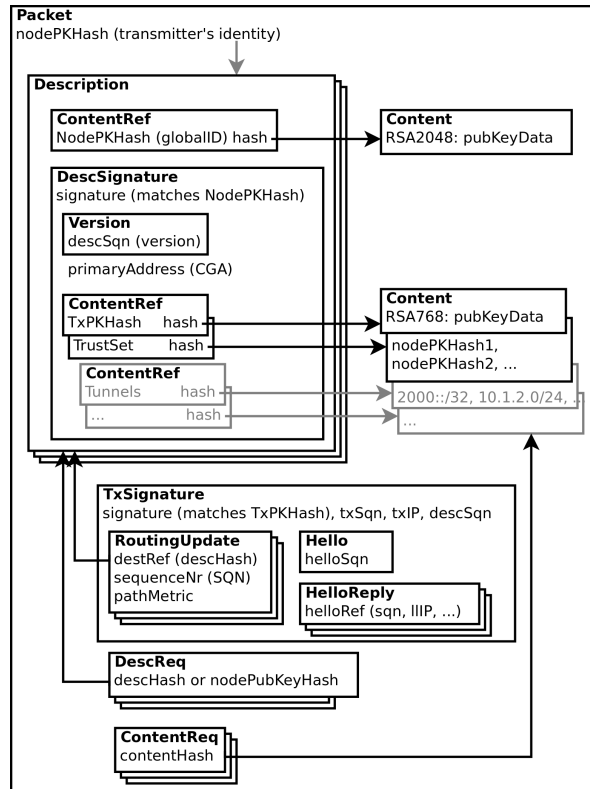 Packet
nodePKHash (transmitter's identity)
Description
ContentRef
NodePKHash (globalID) hash
Content
RSA2048: pubKeyData
DescSignature
signature (matches NodePKHash)
Version
descSqn (version)
primaryAddress (CGA)
ContentRef
TxPKHash hash
TrustSet hash
Content
RSA768: pubKeyData
nodePKHash1,
nodePKHash2, ...
ContentRef
Tunnels hash
... hash
2000::/32, 10.1.2.0/24, ...
...
TxSignature
signature (matches TxPKHash), txSqn, txIP, descSqn
RoutingUpdate
destRef (descHash)
sequenceNr (SQN)
pathMetric
Hello
helloSqn
HelloReply
helloRef (sqn, llIP, ...)
DescReq
descHash or nodePubKeyHash
ContentReq
contentHash